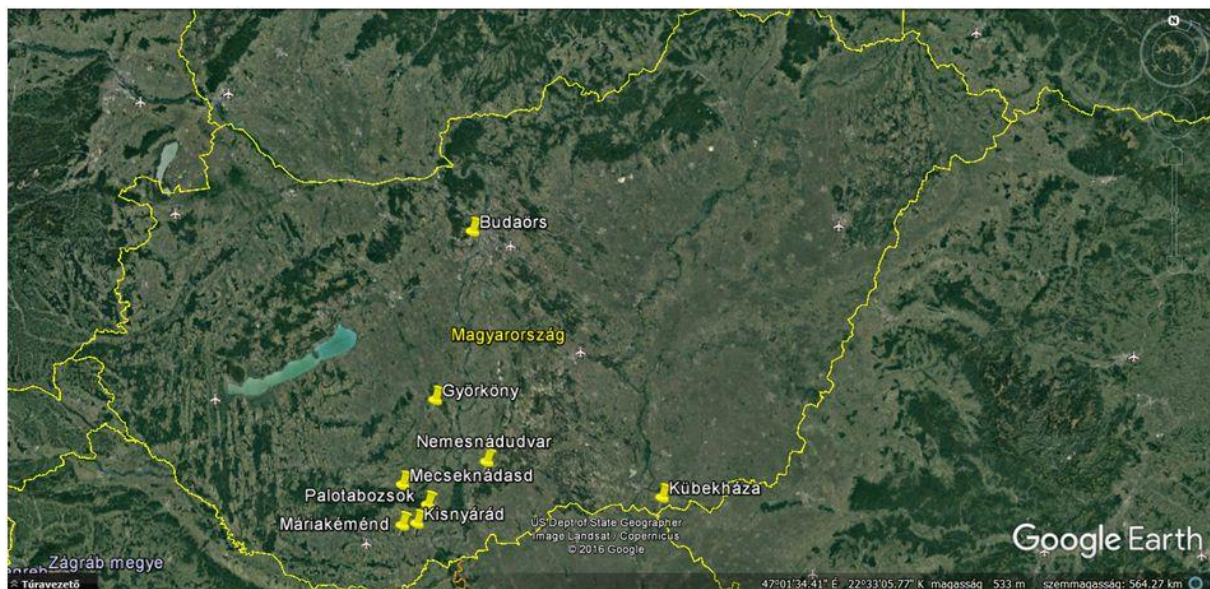 N
Budaörs
Magyarország
Györköny
Nemesnádudvar
Mecseknádasd
Palotabozsok
Kübekháza
Kisnyárád
Máriakéménd
US Dept of State Geographer
Image Landsat / Copernicus
© 2016 Google
Google Earth
Zágráb megye
Túravezető
47°01'34.41" É 22°33'05.77" K magasság 533 m szemmagasság: 564.27 km